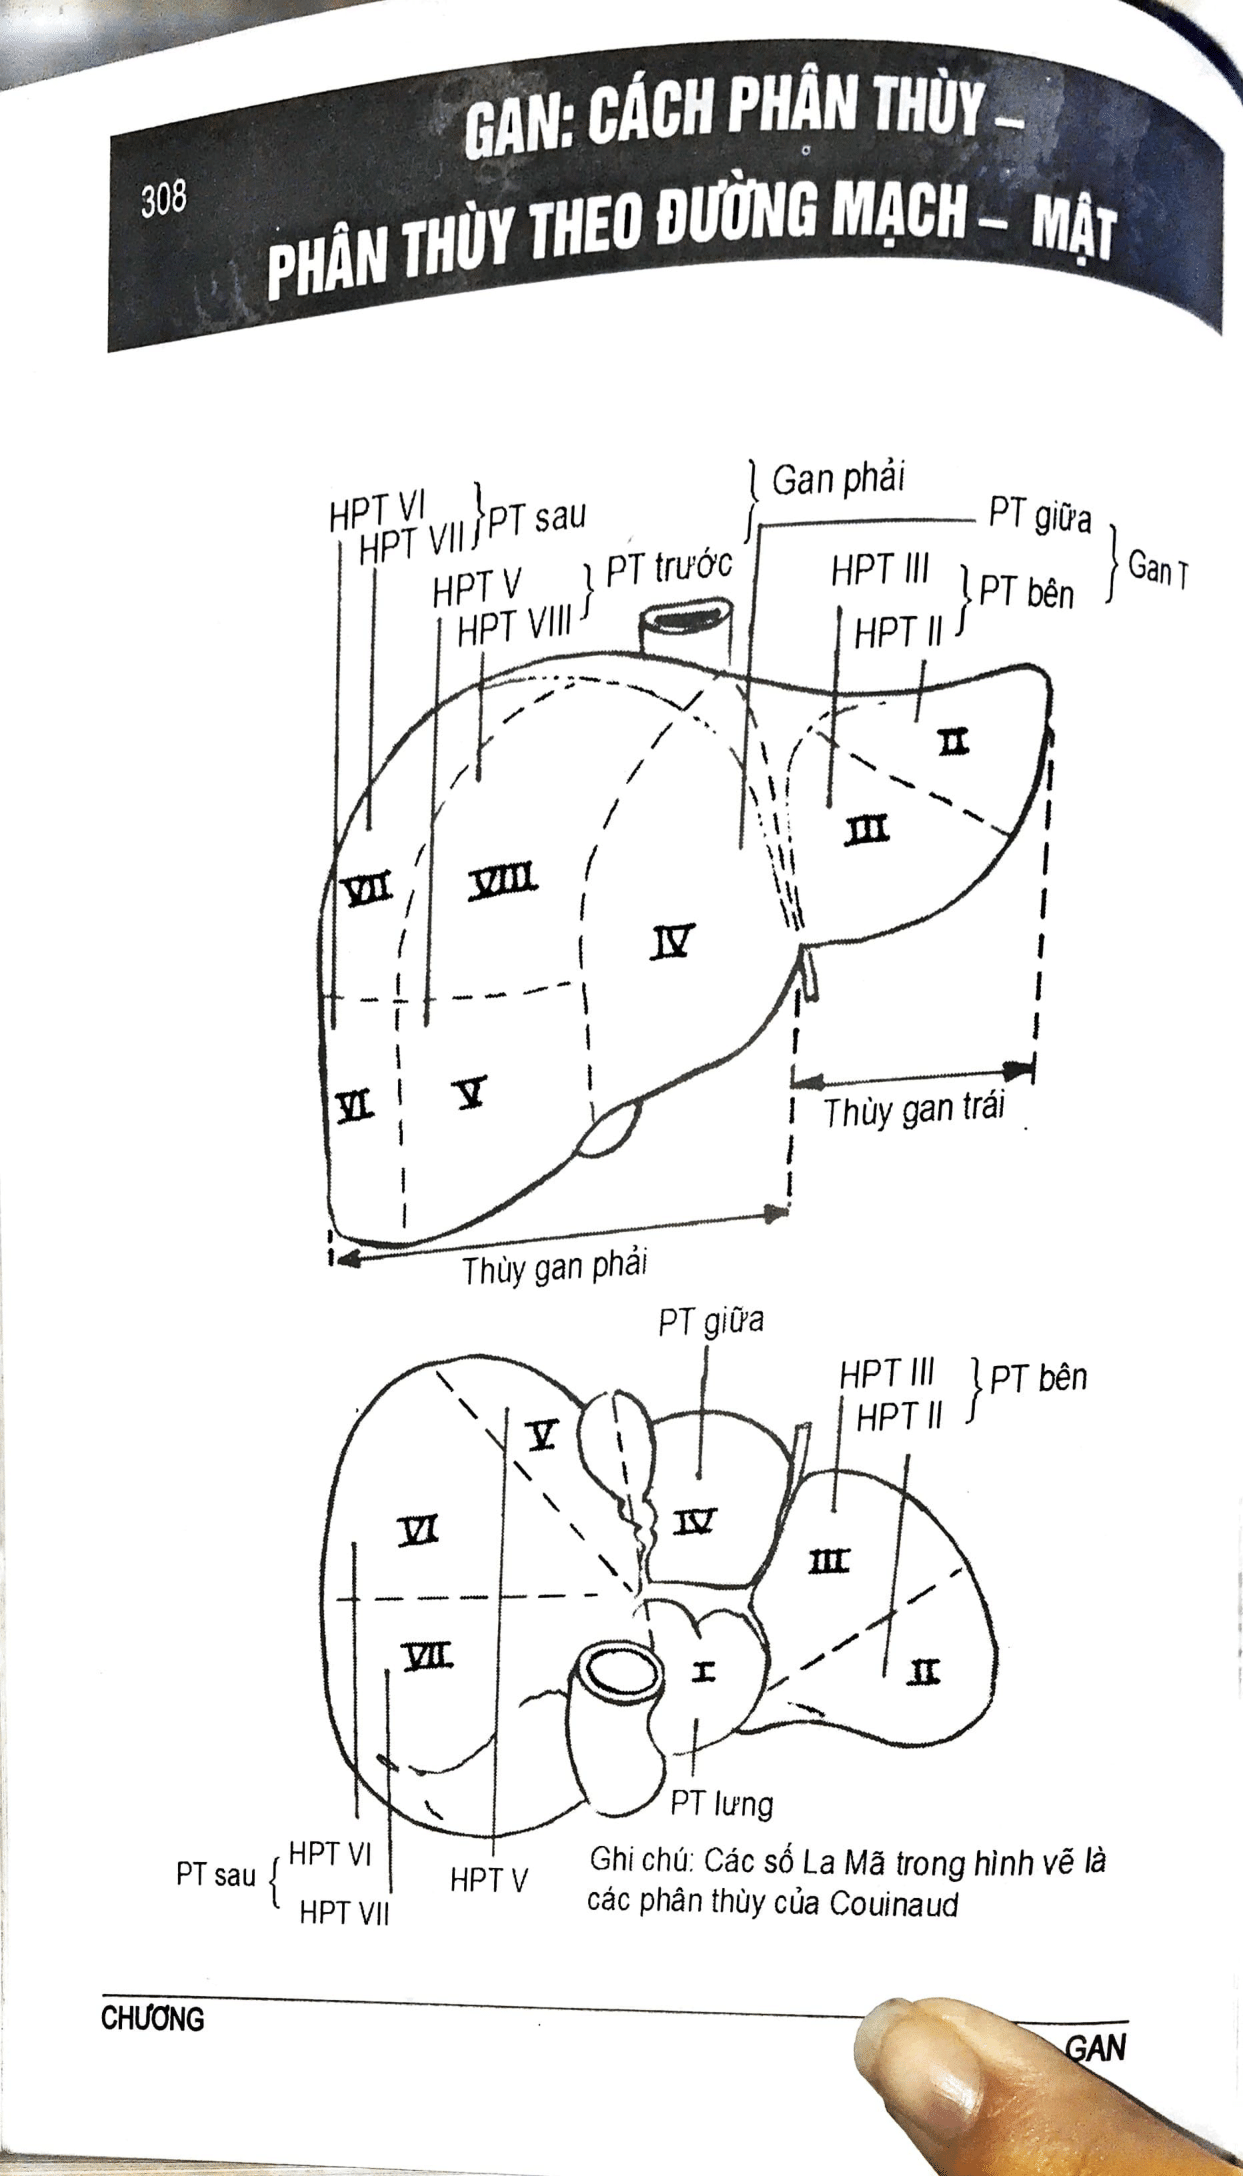 308
GAN: CÁCH PHÂN THÙY –
PHÂN THÙY THEO ĐƯỜNG MẠCH – MẬT
HPT VI
HPT VII
PT sau
HPT V
HPT VIII
PT trước
Gan phải
PT giữa
HPT III
HPT II
PT bên
Gan T
II
III
VII
VIII
IV
VI
V
Thùy gan trái
Thùy gan phải
PT giữa
HPT III
HPT II
PT bên
V
VI
IV
III
VII
I
II
PT lưng
PT sau
HPT VI
HPT VII
HPT V
Ghi chú: Các số La Mã trong hình vẽ là
các phân thùy của Couinaud
CHƯƠNG
GAN